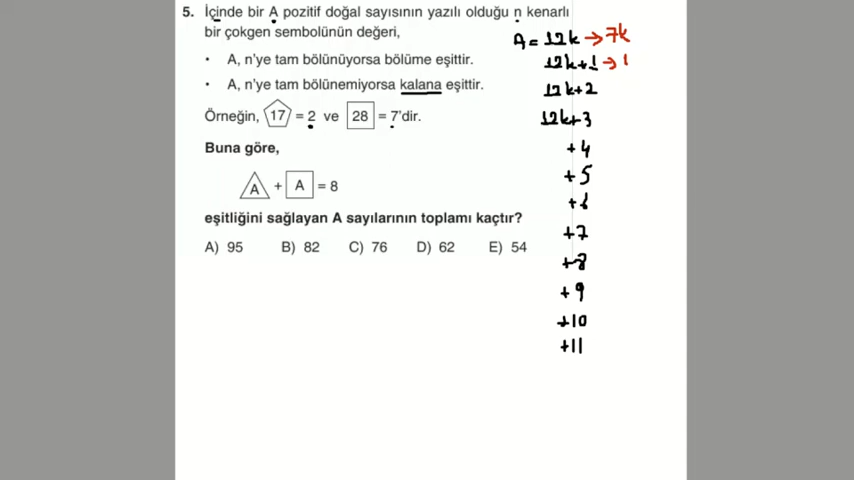 5. İçinde bir A pozitif doğal sayısının yazılı olduğu n kenarlı
bir çokgen sembolünün değeri,
• A, n'ye tam bölünüyorsa bölüme eşittir.
• A, n'ye tam bölünemiyorsa kalana eşittir.
Örneğin, 17 = 2 ve 28 = 7'dir.
Buna göre,
A + A = 8
eşitliğini sağlayan A sayılarının toplamı kaçtır?
A) 95 B) 82 C) 76 D) 62 E) 54
A = 12k → 7k
12k+1 → 1
12k+2
12k+3
+4
+5
+6
+7
+8
+9
+10
+11